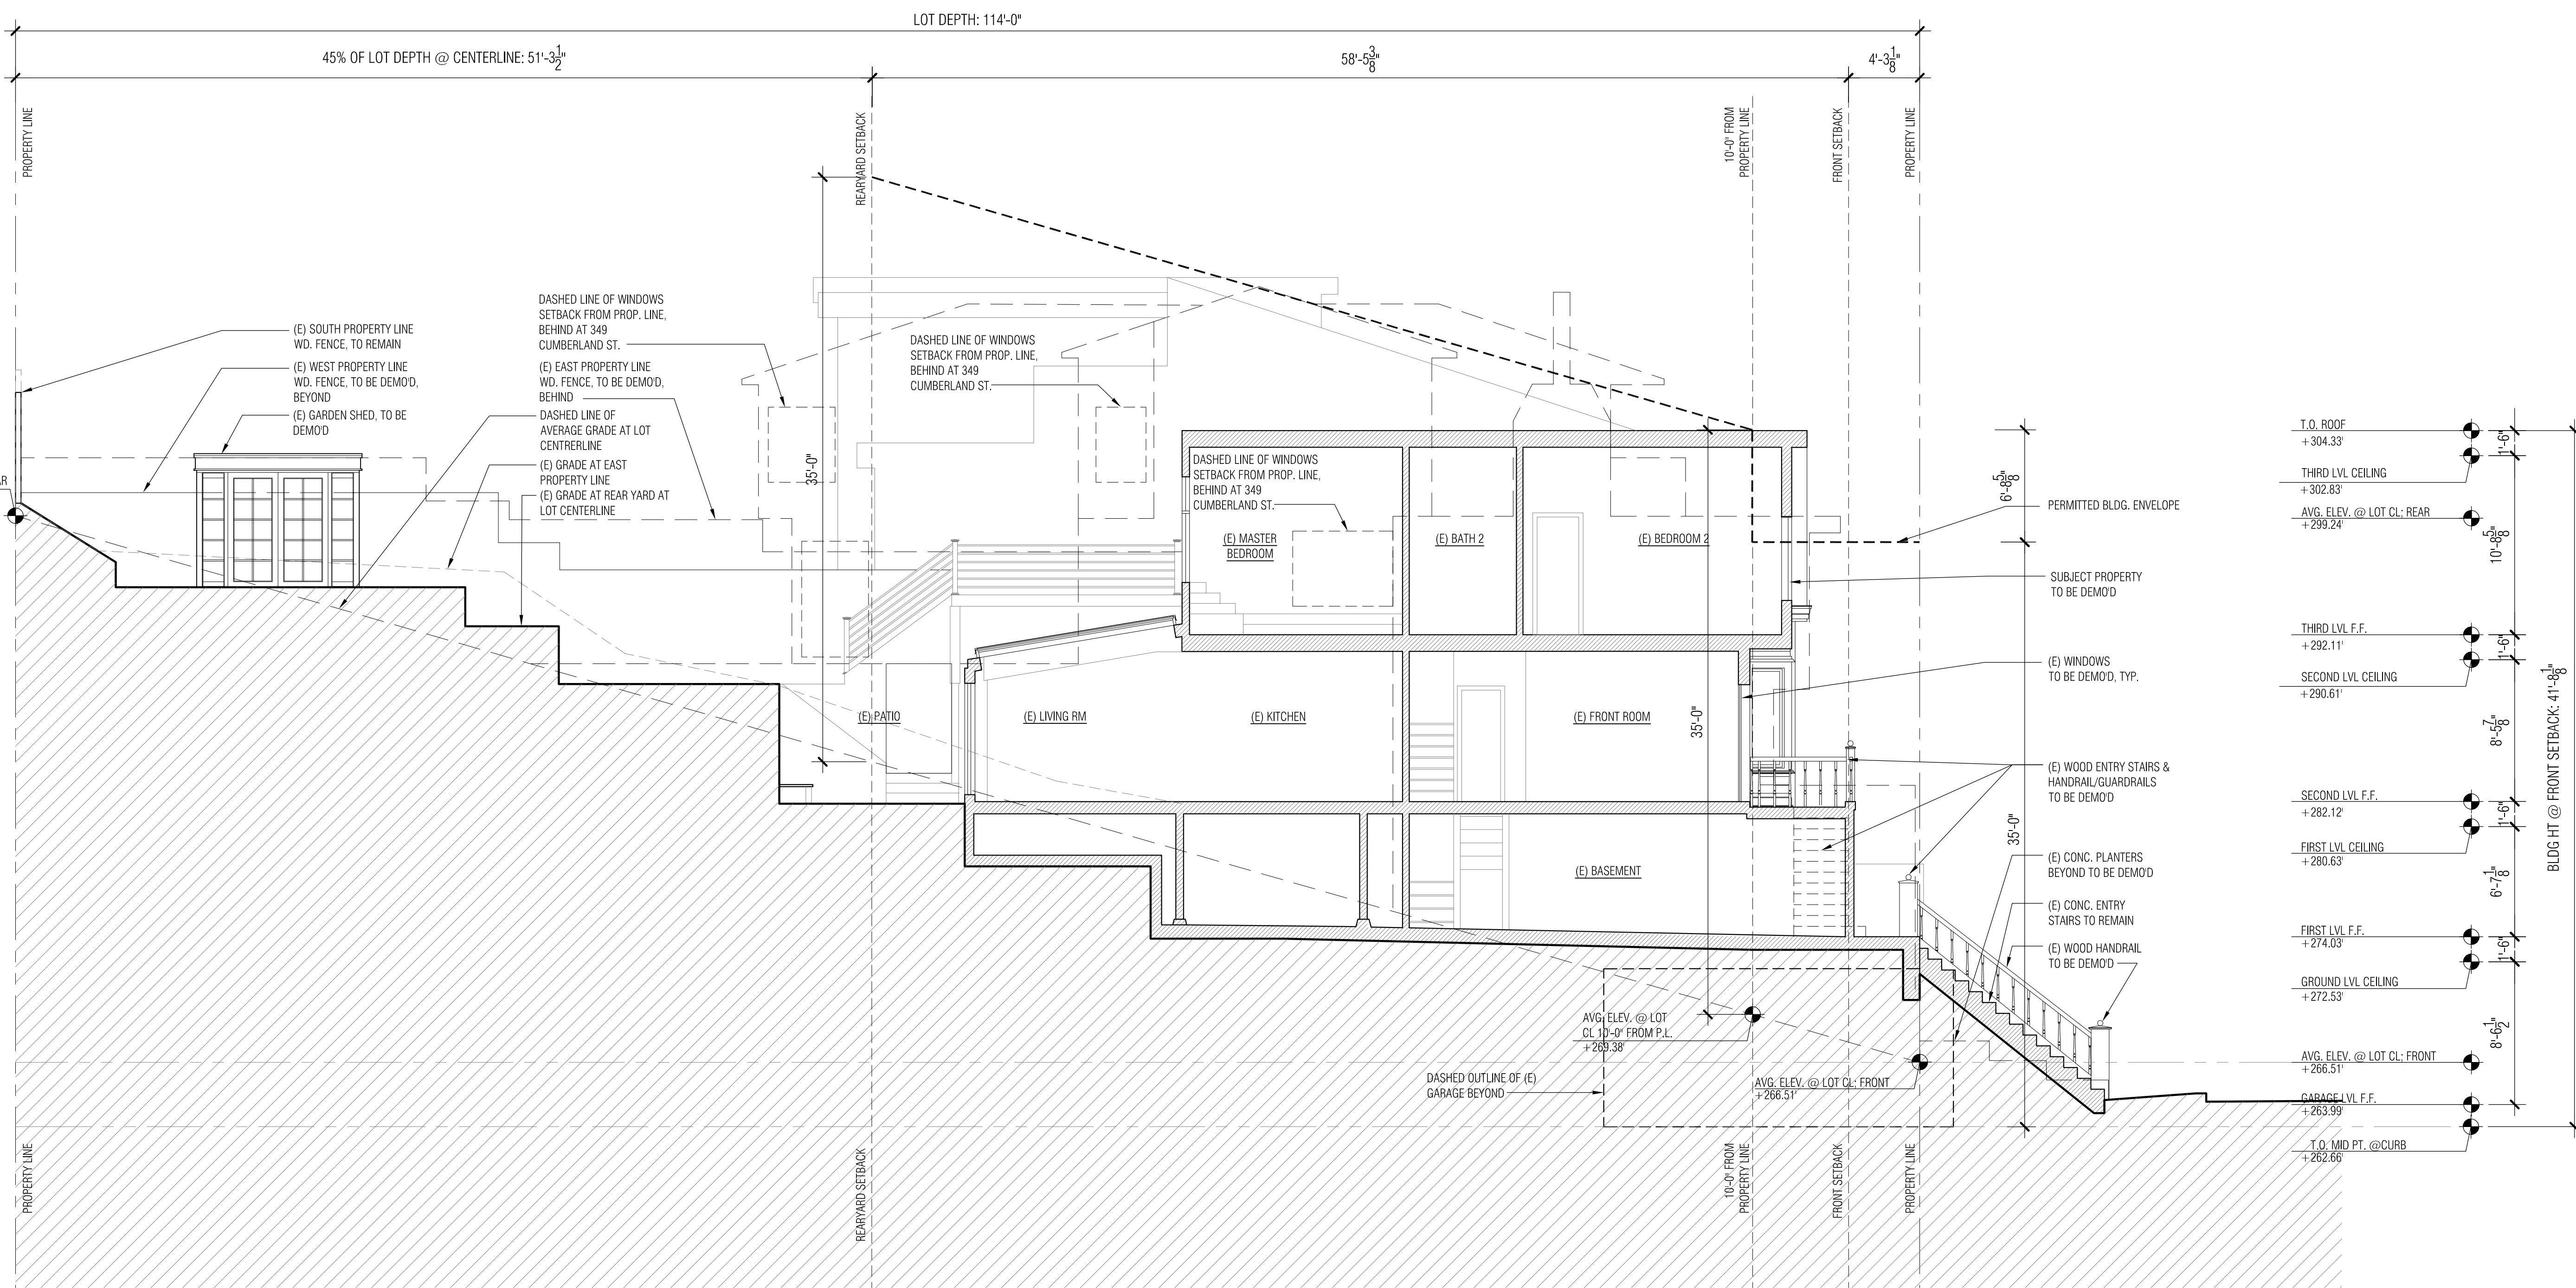 LOT DEPTH: 114'-0"
45% OF LOT DEPTH @ CENTERLINE: 51'-3 1/2"
58'-5 3/8"
4'-3 1/8"
PROPERTY LINE
REARYARD SETBACK
10'-0" FROM
PROPERTY LINE
FRONT SETBACK
PROPERTY LINE
(E) SOUTH PROPERTY LINE
WD. FENCE, TO REMAIN
(E) WEST PROPERTY LINE
WD. FENCE, TO BE DEMO'D,
BEYOND
(E) GARDEN SHED, TO BE
DEMO'D
DASHED LINE OF WINDOWS
SETBACK FROM PROP. LINE,
BEHIND AT 349
CUMBERLAND ST.
(E) EAST PROPERTY LINE
WD. FENCE, TO BE DEMO'D,
BEHIND
DASHED LINE OF
AVERAGE GRADE AT LOT
CENTRERLINE
(E) GRADE AT EAST
PROPERTY LINE
(E) GRADE AT REAR YARD AT
LOT CENTERLINE
35'-0"
DASHED LINE OF WINDOWS
SETBACK FROM PROP. LINE,
BEHIND AT 349
CUMBERLAND ST.
DASHED LINE OF WINDOWS
SETBACK FROM PROP. LINE,
BEHIND AT 349
CUMBERLAND ST.
(E) MASTER
BEDROOM
(E) BATH 2
(E) BEDROOM 2
(E) PATIO
(E) LIVING RM
(E) KITCHEN
(E) FRONT ROOM
35'-0"
(E) BASEMENT
AVG. ELEV. @ LOT
CL 10'-0" FROM P.L.
+269.38'
DASHED OUTLINE OF (E)
GARAGE BEYOND
AVG. ELEV. @ LOT CL; FRONT
+266.51'
6'-8 5/8"
35'-0"
PERMITTED BLDG. ENVELOPE
SUBJECT PROPERTY
TO BE DEMO'D
(E) WINDOWS
TO BE DEMO'D, TYP.
(E) WOOD ENTRY STAIRS &
HANDRAIL/GUARDRAILS
TO BE DEMO'D
(E) CONC. PLANTERS
BEYOND TO BE DEMO'D
(E) CONC. ENTRY
STAIRS TO REMAIN
(E) WOOD HANDRAIL
TO BE DEMO'D
T.O. ROOF
+304.33'
THIRD LVL CEILING
+302.83'
AVG. ELEV. @ LOT CL; REAR
+299.24'
THIRD LVL F.F.
+292.11'
SECOND LVL CEILING
+290.61'
SECOND LVL F.F.
+282.12'
FIRST LVL CEILING
+280.63'
FIRST LVL F.F.
+274.03'
GROUND LVL CEILING
+272.53'
AVG. ELEV. @ LOT CL; FRONT
+266.51'
GARAGE LVL F.F.
+263.99'
T.O. MID PT. @CURB
+262.66'
1'-6"
10'-8 5/8"
1'-6"
8'-5 7/8"
1'-6"
6'-7 1/8"
1'-6"
8'-6 1/2"
BLDG HT @ FRONT SETBACK: 41'-8 1/8"
PROPERTY LINE
REARYARD SETBACK
10'-0" FROM
PROPERTY LINE
FRONT SETBACK
PROPERTY LINE